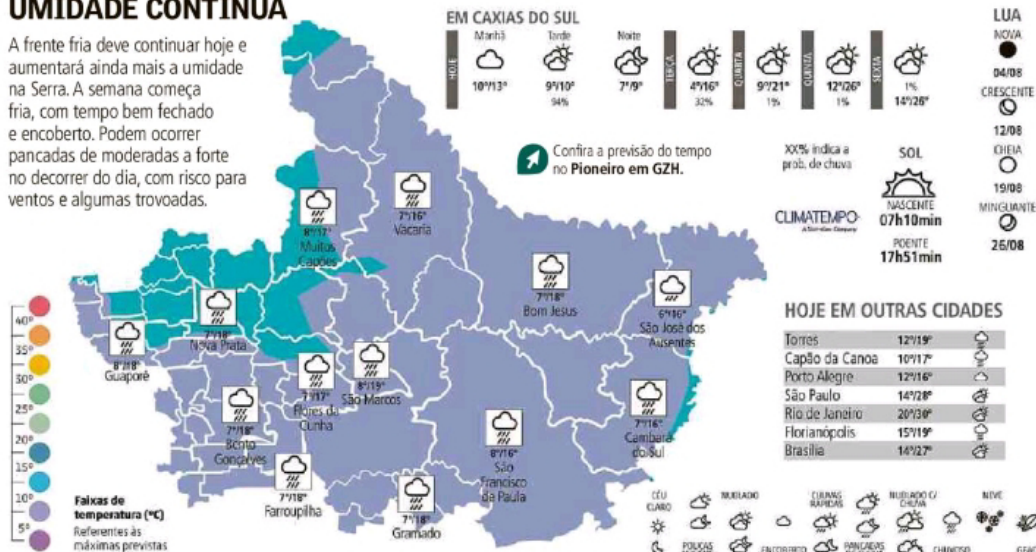 UMIDADE CONTINUA
A frente fria deve continuar hoje e
aumentará ainda mais a umidade
na Serra. A semana começa
fria, com tempo bem fechado
e encoberto. Podem ocorrer
pancadas de moderadas a forte
no decorrer do dia, com risco para
ventos e algumas trovoadas.
EM CAXIAS DO SUL
HOJE
Manhã
10°/13°
Tarde
9°/10°
94%
Noite
7°/9°
TERÇA
4°/16°
32%
QUARTA
9°/21°
1%
QUINTA
12°/26°
1%
SEXTA
1%
14°/26°
Confira a previsão do tempo
no Pioneiro em GZH.
XX% indica a
prob. de chuva
CLIMATEMPO
SOL
NASCENTE
07h10min
POENTE
17h51min
LUA
NOVA
04/08
CRESCENTE
12/08
CHEIA
19/08
MINGUANTE
26/08
8°/17°
Muitos
Capões
7°/16°
Vacaria
7°/18°
Bom Jesus
6°/16°
São José dos
Ausentes
7°/18°
Nova Prata
8°/18°
Guaporé
7°/17°
Flores da
Cunha
8°/19°
São Marcos
7°/18°
Bento
Gonçalves
7°/18°
Farroupilha
7°/18°
Gramado
8°/16°
São
Francisco
de Paula
7°/16°
Cambará
do Sul
40°
35°
30°
25°
20°
15°
10°
5°
Faixas de
temperatura (°C)
Referentes às
máximas previstas
HOJE EM OUTRAS CIDADES
Torres 12°/19°
Capão da Canoa 10°/17°
Porto Alegre 12°/16°
São Paulo 14°/28°
Rio de Janeiro 20°/30°
Florianópolis 15°/19°
Brasília 14°/27°
CÉU
CLARO
NUBLADO
CHUVAS
RÁPIDAS
NUBLADO C/
CHUVA
NEVE
POUCAS
ENCOBERTO
PANCADAS
CHUVOSO
GEADA